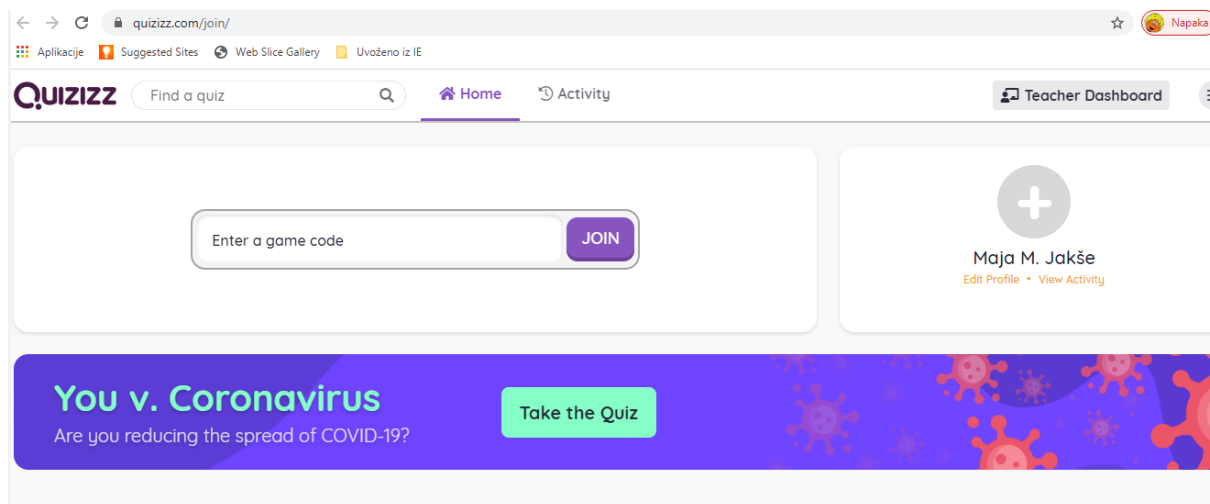 quizizz.com/join/
Napaka
Aplikacije Suggested Sites Web Slice Gallery Uvoženo iz IE
QUIZIZZ Find a quiz Home Activity Teacher Dashboard
Enter a game code JOIN
Maja M. Jakše
Edit Profile • View Activity
You v. Coronavirus
Are you reducing the spread of COVID-19?
Take the Quiz